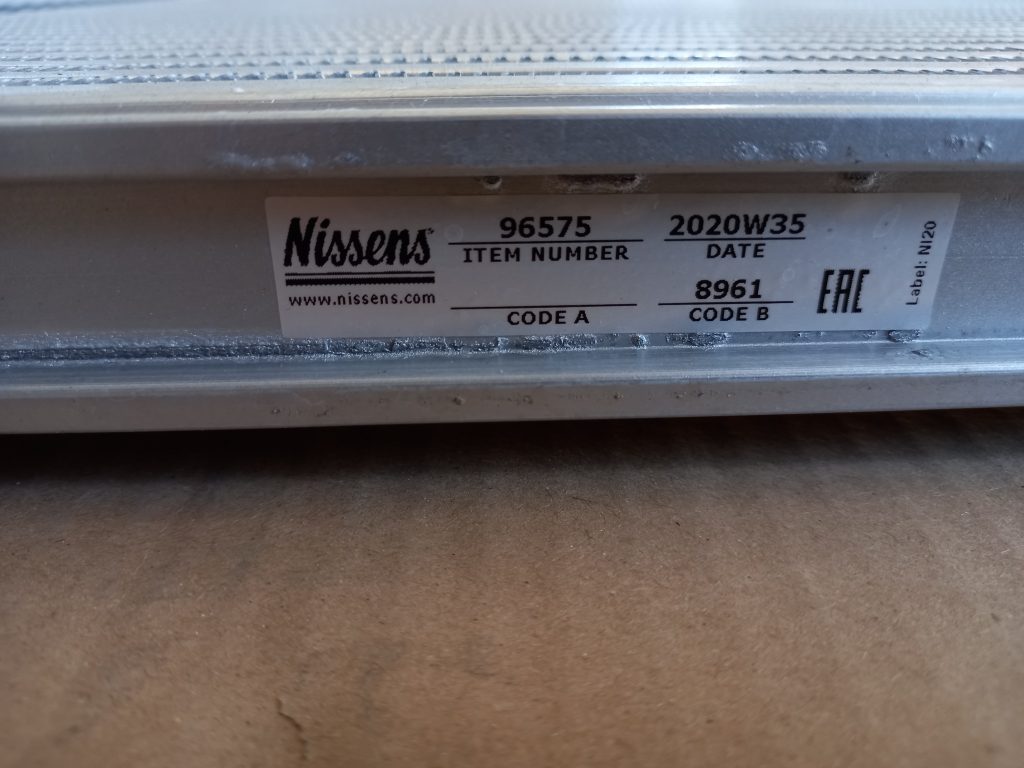 Nissens
www.nissens.com
96575
ITEM NUMBER
CODE A
2020W35
DATE
8961
CODE B
EAC
Label: NI20